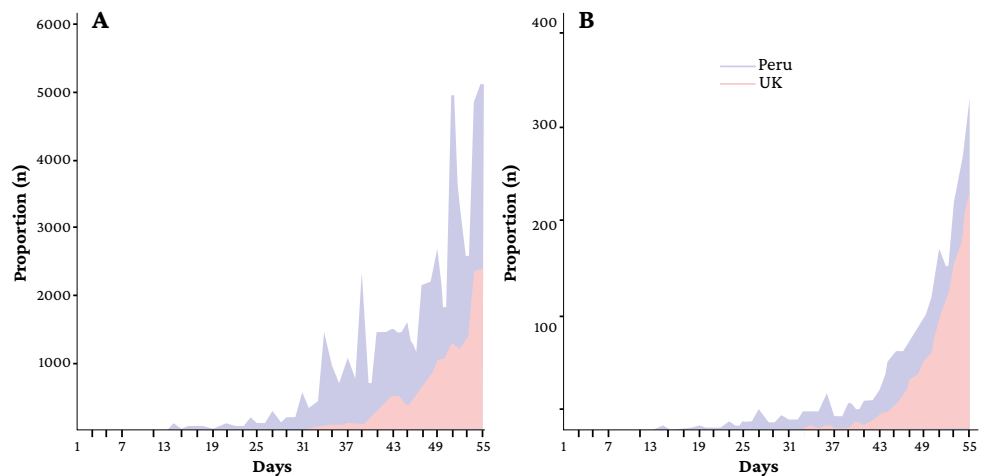 A
6000
5000
4000
3000
2000
1000
Proportion (n)
1 7 13 19 25 31 37 43 49 55
Days
B
400
300
200
100
Proportion (n)
Peru
UK
1 7 13 19 25 31 37 43 49 55
Days